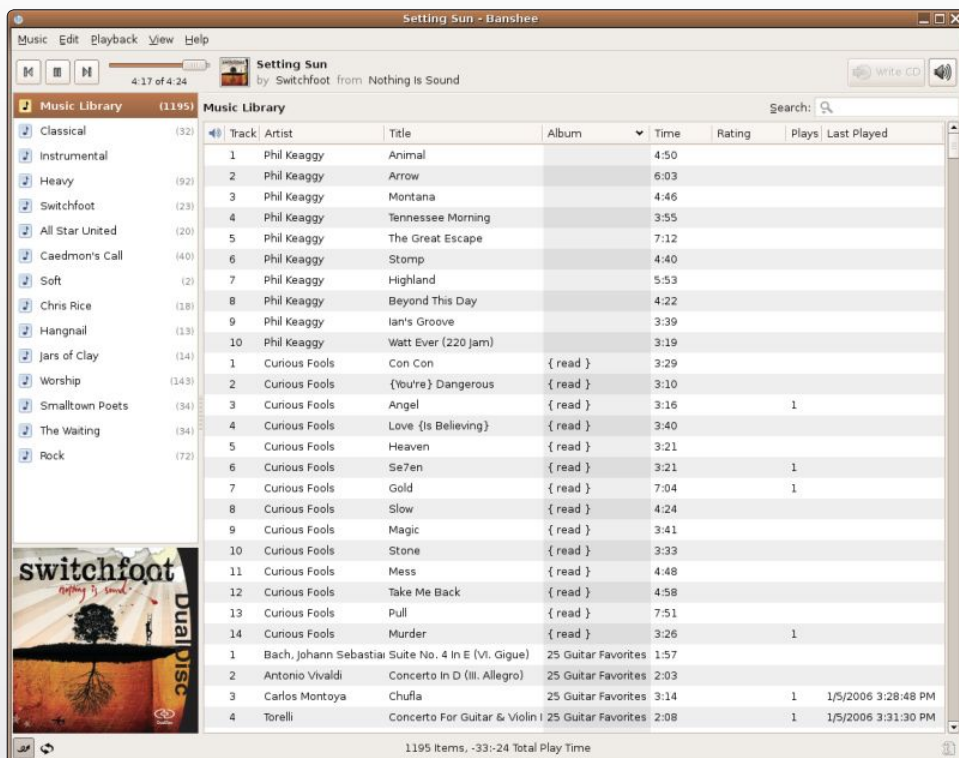 Setting Sun - Banshee
Music Edit Playback View Help
Setting Sun
by Switchfoot from Nothing Is Sound
4:17 of 4:24
Write CD
Music Library (1195)
Classical (32)
Instrumental
Heavy (92)
Switchfoot (23)
All Star United (20)
Caedmon's Call (40)
Soft (2)
Chris Rice (18)
Hangnail (13)
Jars of Clay (14)
Worship (143)
Smalltown Poets (34)
The Waiting (34)
Rock (72)
switchfoot
nothing is sound
DualDisc
Music Library Search:
Track Artist Title Album Time Rating Plays Last Played
1 Phil Keaggy Animal 4:50
2 Phil Keaggy Arrow 6:03
3 Phil Keaggy Montana 4:46
4 Phil Keaggy Tennessee Morning 3:55
5 Phil Keaggy The Great Escape 7:12
6 Phil Keaggy Stomp 4:40
7 Phil Keaggy Highland 5:53
8 Phil Keaggy Beyond This Day 4:22
9 Phil Keaggy Ian's Groove 3:39
10 Phil Keaggy Watt Ever (220 Jam) 3:19
1 Curious Fools Con Con { read } 3:29
2 Curious Fools {You're} Dangerous { read } 3:10
3 Curious Fools Angel { read } 3:16 1
4 Curious Fools Love {Is Believing} { read } 3:40
5 Curious Fools Heaven { read } 3:21
6 Curious Fools Se7en { read } 3:21 1
7 Curious Fools Gold { read } 7:04 1
8 Curious Fools Slow { read } 4:24
9 Curious Fools Magic { read } 3:41
10 Curious Fools Stone { read } 3:33
11 Curious Fools Mess { read } 4:48
12 Curious Fools Take Me Back { read } 4:58
13 Curious Fools Pull { read } 7:51
14 Curious Fools Murder { read } 3:26 1
1 Bach, Johann Sebastia Suite No. 4 In E (VI. Gigue) 25 Guitar Favorites 1:57
2 Antonio Vivaldi Concerto In D (III. Allegro) 25 Guitar Favorites 2:03
3 Carlos Montoya Chufla 25 Guitar Favorites 3:14 1 1/5/2006 3:28:48 PM
4 Torelli Concerto For Guitar & Violin I 25 Guitar Favorites 2:08 1 1/5/2006 3:31:30 PM
1195 Items, -33:-24 Total Play Time